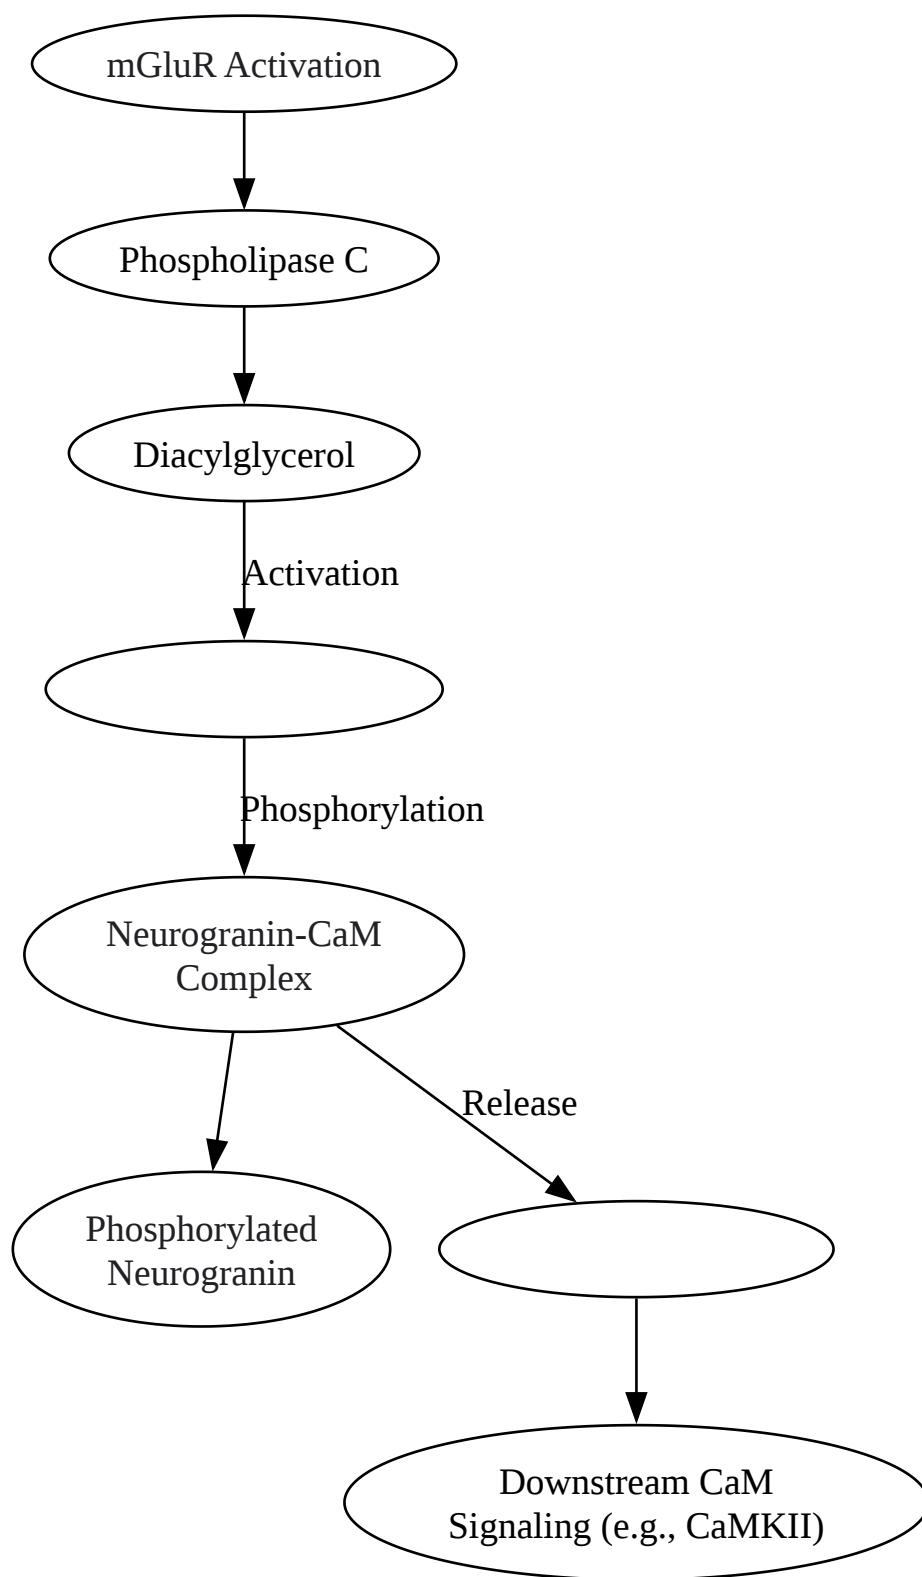 mGluR Activation
Phospholipase C
Diacylglycerol
Activation
Phosphorylation
Neurogranin-CaM
Complex
Release
Phosphorylated
Neurogranin
Downstream CaM
Signaling (e.g., CaMKII)